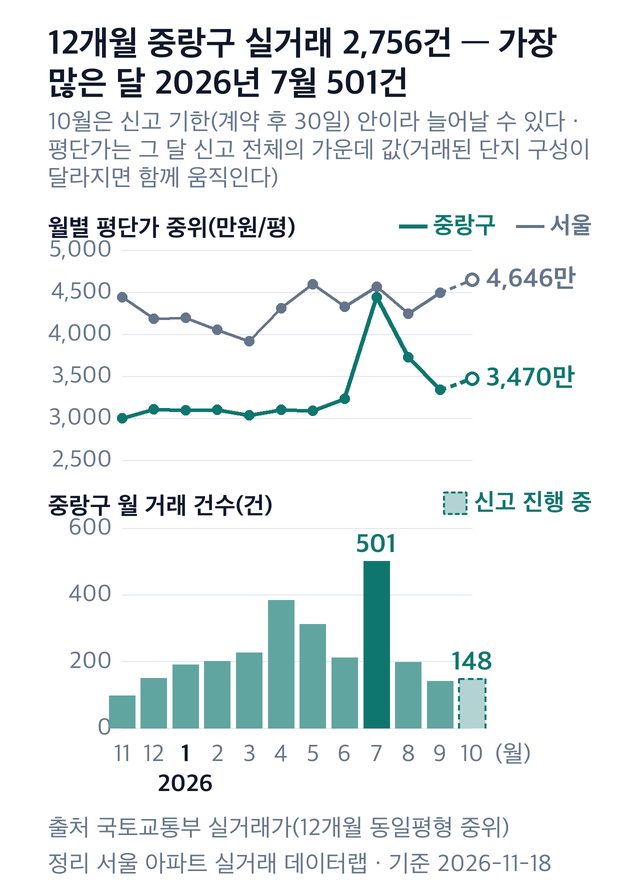 12개월 중랑구 실거래 2,756건 — 가장
많은 달 2026년 7월 501건
10월은 신고 기한(계약 후 30일) 안이라 늘어날 수 있다 ·
평단가는 그 달 신고 전체의 가운데 값(거래된 단지 구성이
달라지면 함께 움직인다)
월별 평단가 중위(만원/평)
중랑구 서울
5,000
4,500
4,000
3,500
3,000
2,500
4,646만
3,470만
중랑구 월 거래 건수(건)
신고 진행 중
600
400
200
0
501
148
11 12 1 2 3 4 5 6 7 8 9 10 (월)
2026
출처 국토교통부 실거래가(12개월 동일평형 중위)
정리 서울 아파트 실거래 데이터랩 · 기준 2026-11-18